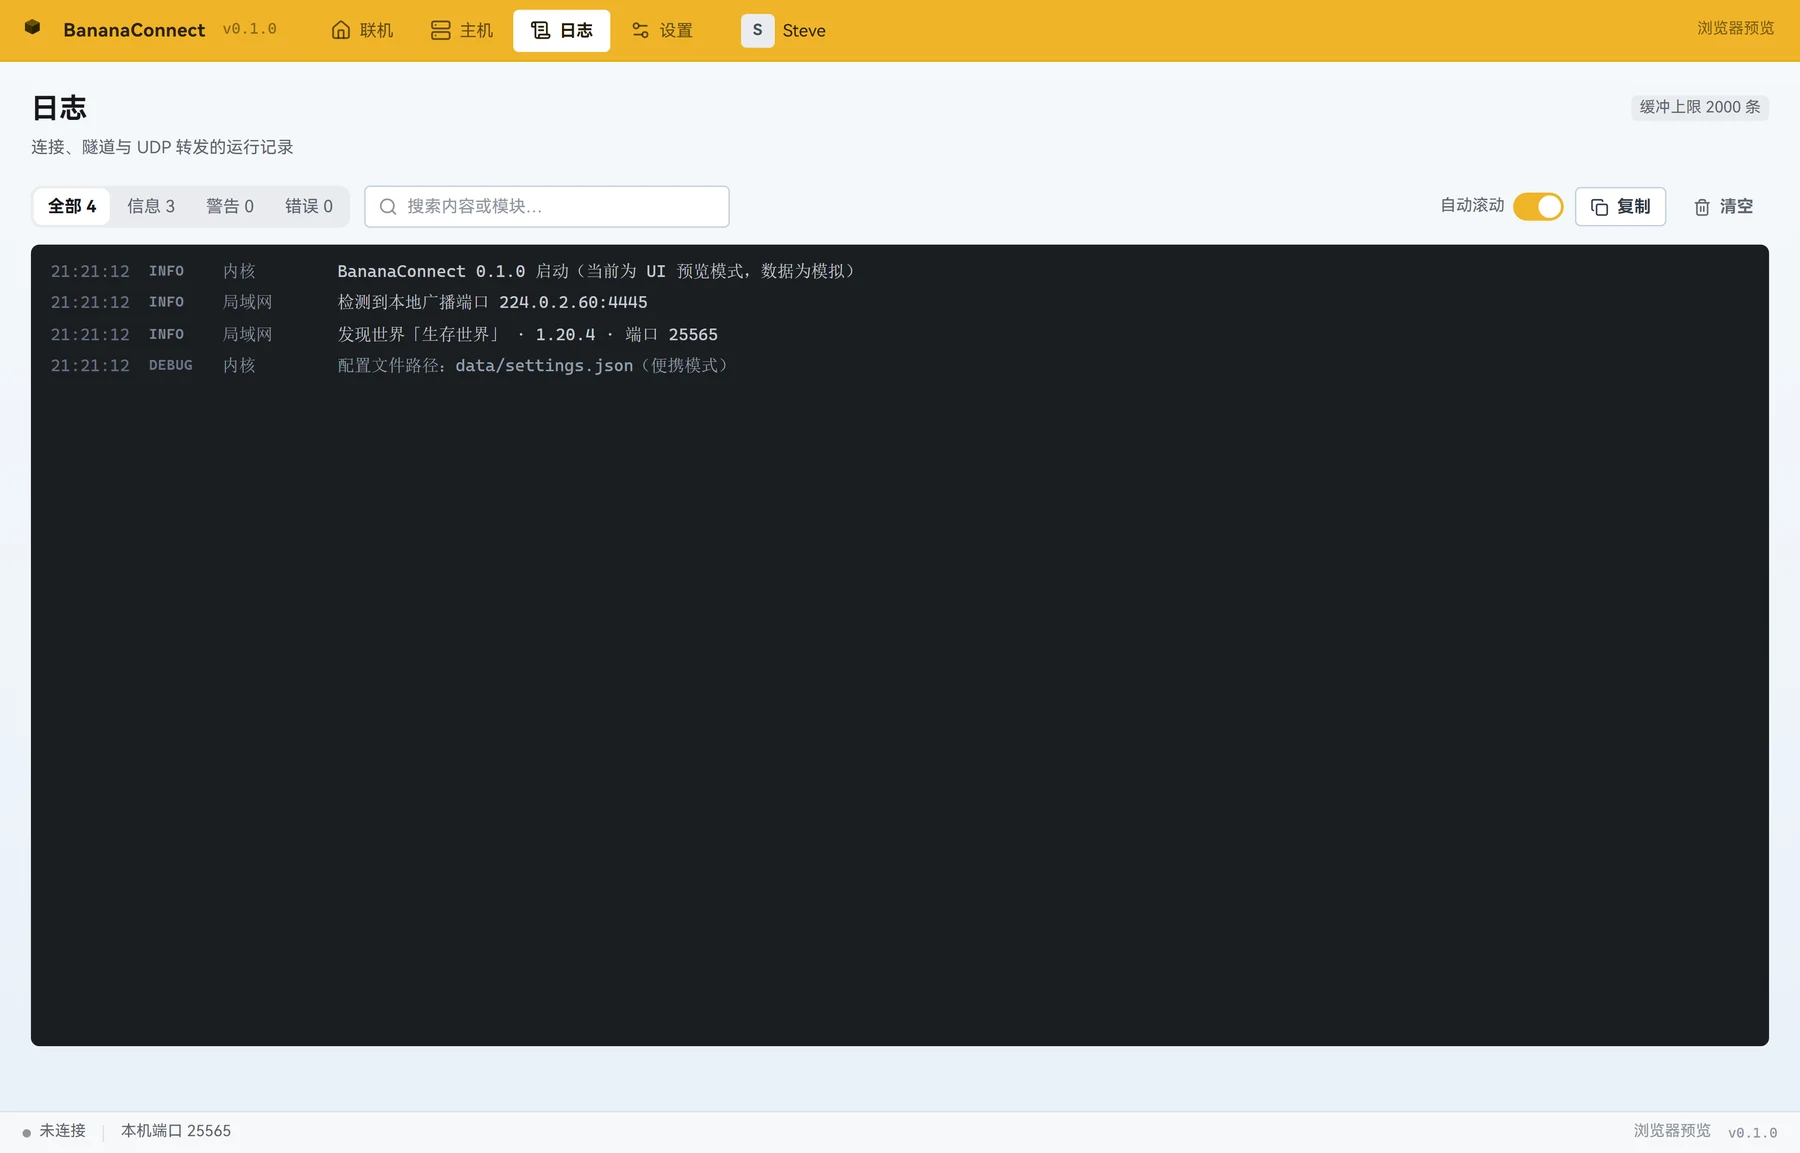 BananaConnect v0.1.0 联机 主机 日志 设置 S Steve 浏览器预览
日志
缓冲上限 2000 条
连接、隧道与 UDP 转发的运行记录
全部 4 信息 3 警告 0 错误 0 搜索内容或模块... 自动滚动 复制 清空
21:21:12 INFO 内核 BananaConnect 0.1.0 启动（当前为 UI 预览模式，数据为模拟）
21:21:12 INFO 局域网 检测到本地广播端口 224.0.2.60:4445
21:21:12 INFO 局域网 发现世界「生存世界」 · 1.20.4 · 端口 25565
21:21:12 DEBUG 内核 配置文件路径：data/settings.json（便携模式）
未连接 本机端口 25565 浏览器预览 v0.1.0